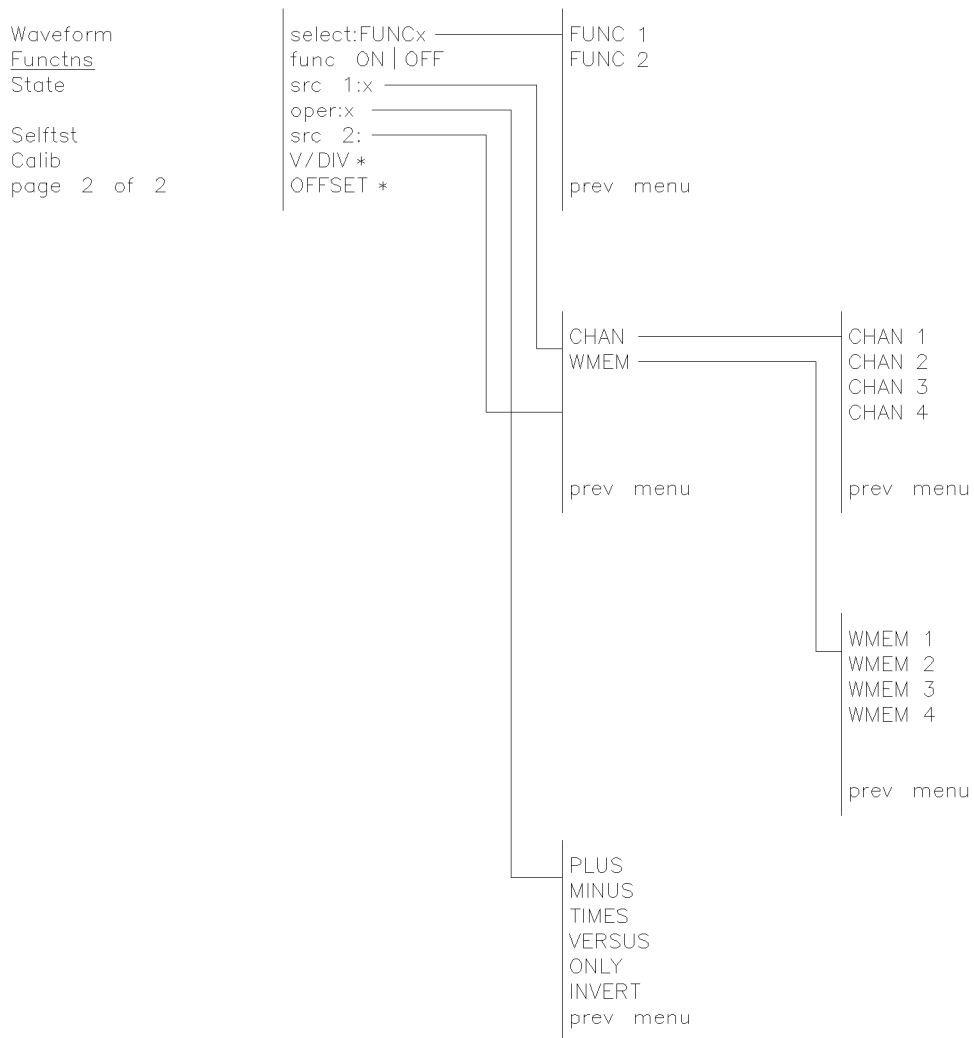 Waveform
Functns
State
Selftst
Calib
page 2 of 2
select:FUNCx
func ON | OFF
src 1:x
oper:x
src 2:
V/DIV *
OFFSET *
FUNC 1
FUNC 2
prev menu
CHAN
WMEM
prev menu
CHAN 1
CHAN 2
CHAN 3
CHAN 4
prev menu
WMEM 1
WMEM 2
WMEM 3
WMEM 4
prev menu
PLUS
MINUS
TIMES
VERSUS
ONLY
INVERT
prev menu